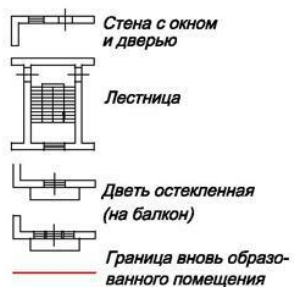 Стена с окном
и дверью
Лестница
Дветь остекленная
(на балкон)
Граница вновь образо-
ванного помещения